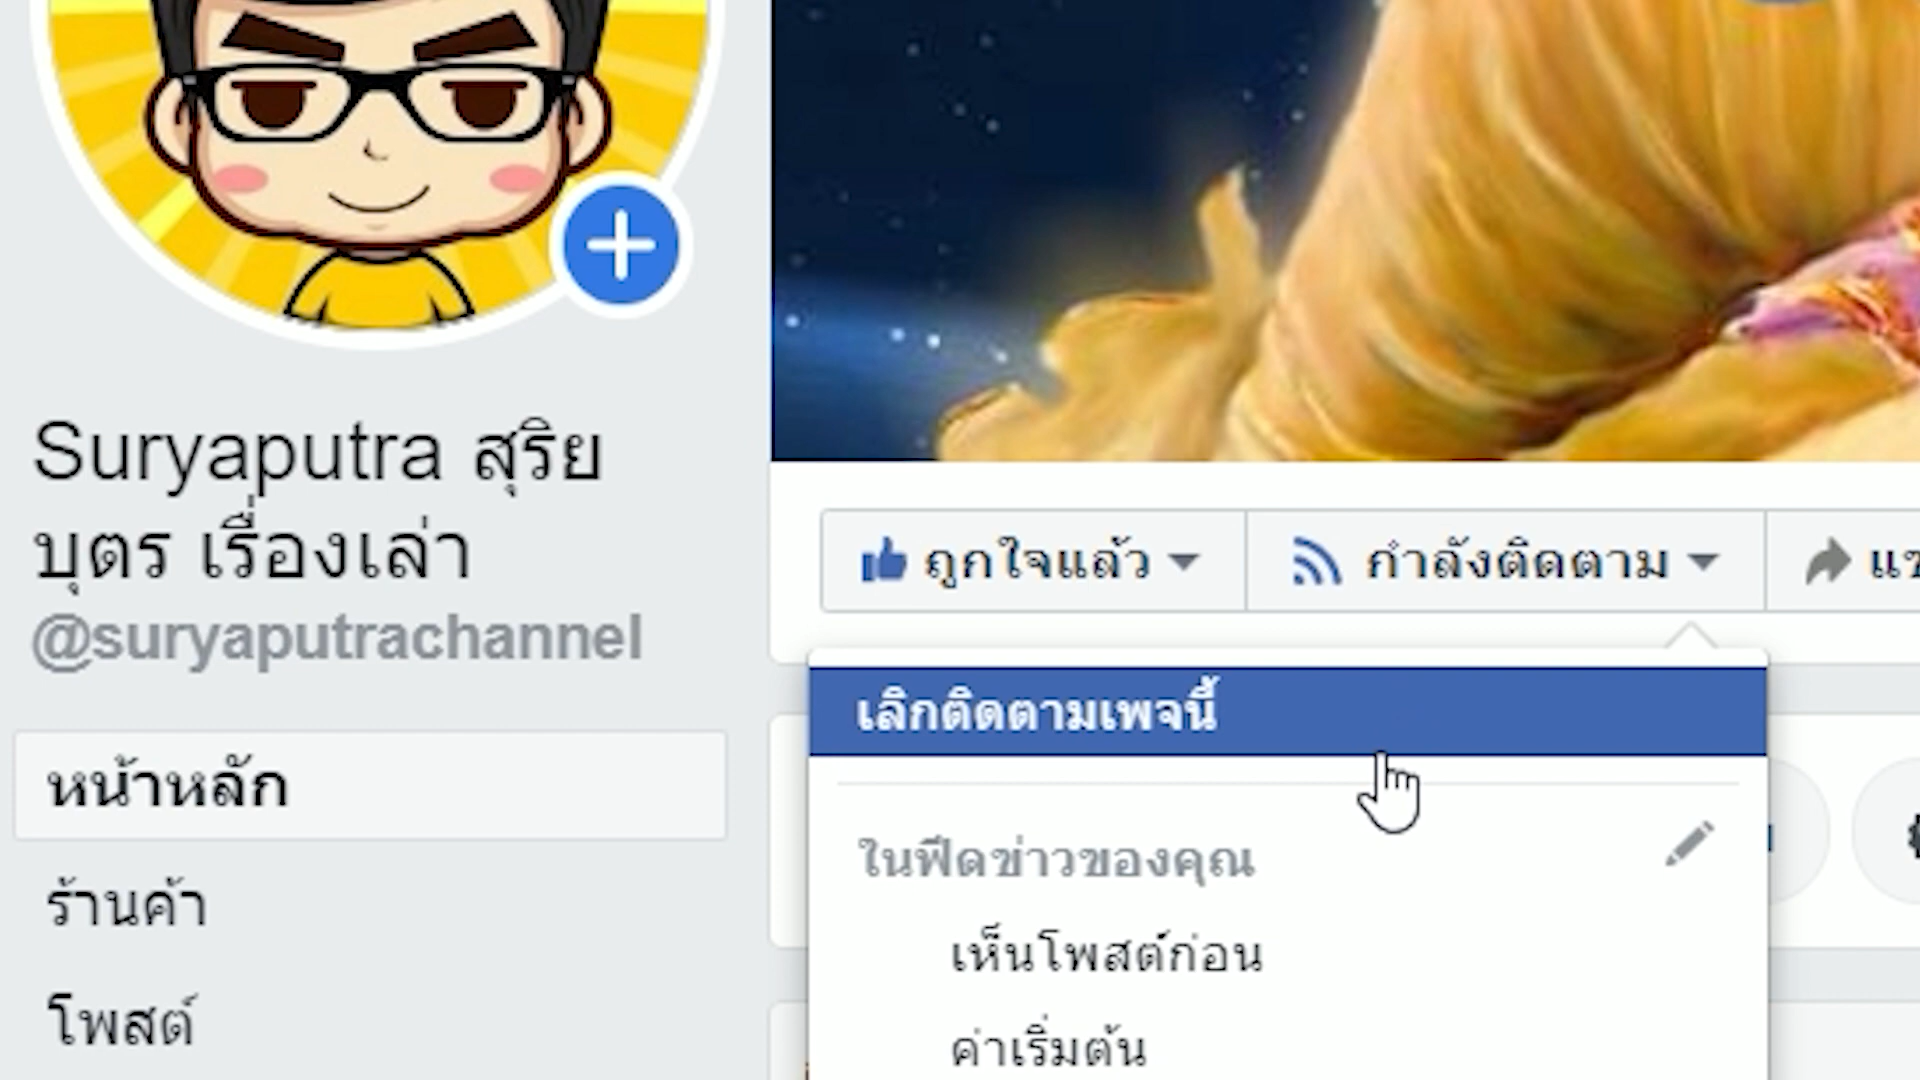 Suryaputra สุริย
บุตร เรื่องเล่า
@suryaputrachannel
หน้าหลัก
ร้านค้า
โพสต์
ถูกใจแล้ว
กำลังติดตาม
เลิกติดตามเพจนี้
ในฟีดข่าวของคุณ
เห็นโพสต์ก่อน
ค่าเริ่มต้น